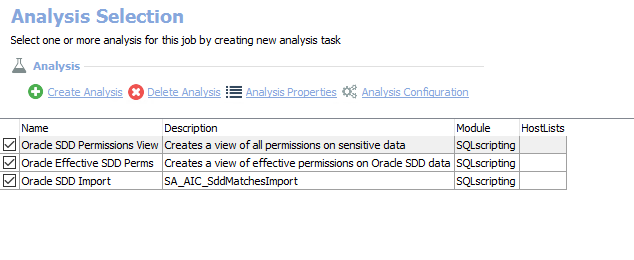 Analysis Selection
Select one or more analysis for this job by creating new analysis task
Analysis
Create Analysis Delete Analysis Analysis Properties Analysis Configuration
Name Description Module HostLists
Oracle SDD Permissions View Creates a view of all permissions on sensitive data SQLscripting
Oracle Effective SDD Perms Creates a view of effective permissions on Oracle SDD data SQLscripting
Oracle SDD Import SA_AIC_SddMatchesImport SQLscripting